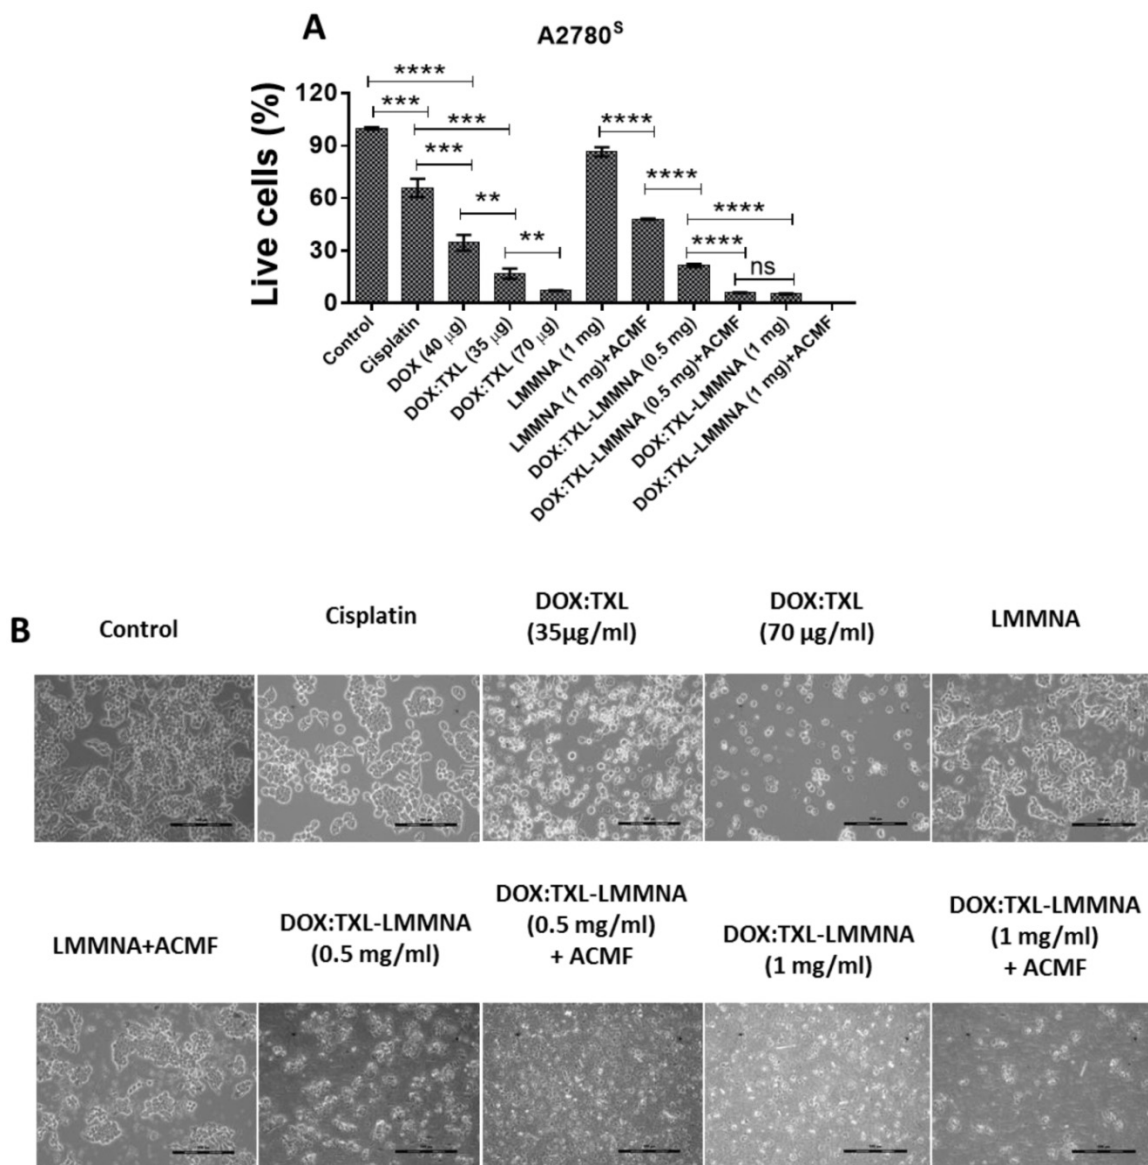 A
A2780ˢ
Live cells (%)
120
90
60
30
0
****
***
***
***
**
**
****
****
****
****
ns
Control
Cisplatin
DOX (40 μg)
DOX:TXL (35 μg)
DOX:TXL (70 μg)
LMMNA (1 mg)
LMMNA (1 mg)+ACMF
DOX:TXL-LMMNA (0.5 mg)
DOX:TXL-LMMNA (0.5 mg)+ACMF
DOX:TXL-LMMNA (1 mg)
DOX:TXL-LMMNA (1 mg)+ACMF
B
Control
Cisplatin
DOX:TXL
(35μg/ml)
DOX:TXL
(70 μg/ml)
LMMNA
LMMNA+ACMF
DOX:TXL-LMMNA
(0.5 mg/ml)
DOX:TXL-LMMNA
(0.5 mg/ml)
+ ACMF
DOX:TXL-LMMNA
(1 mg/ml)
DOX:TXL-LMMNA
(1 mg/ml)
+ ACMF